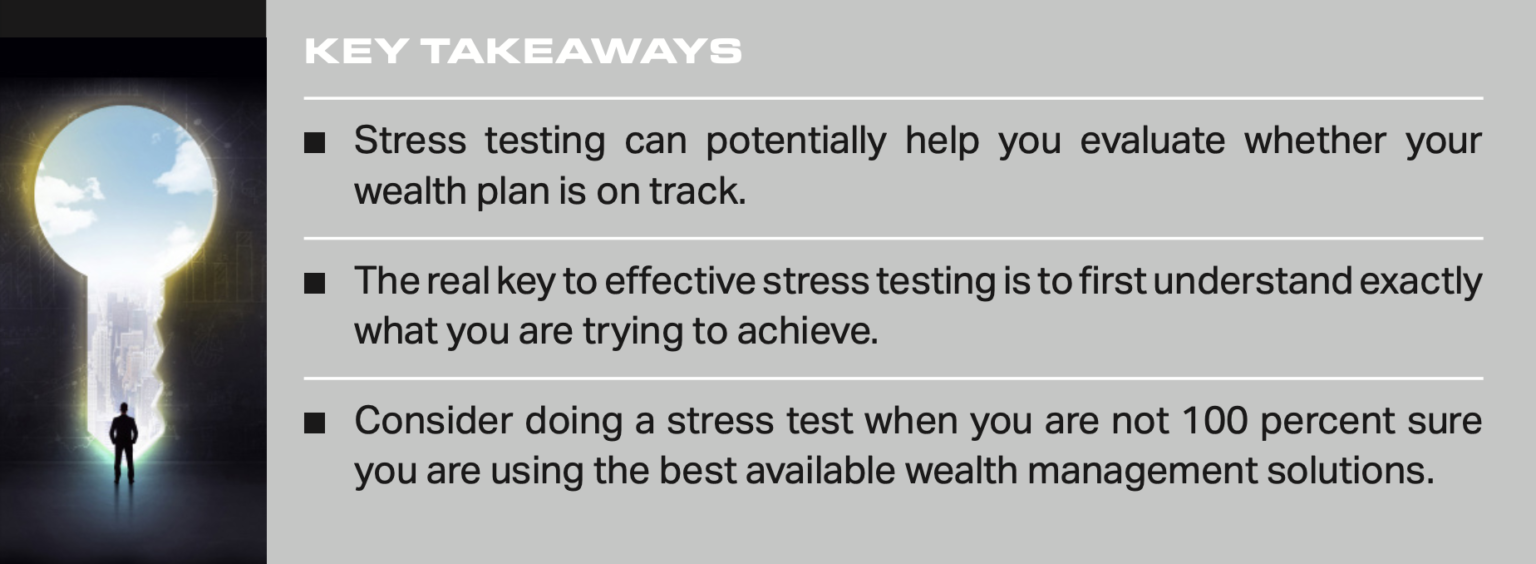 KEY TAKEAWAYS
■ Stress testing can potentially help you evaluate whether your
wealth plan is on track.
■ The real key to effective stress testing is to first understand exactly
what you are trying to achieve.
■ Consider doing a stress test when you are not 100 percent sure
you are using the best available wealth management solutions.